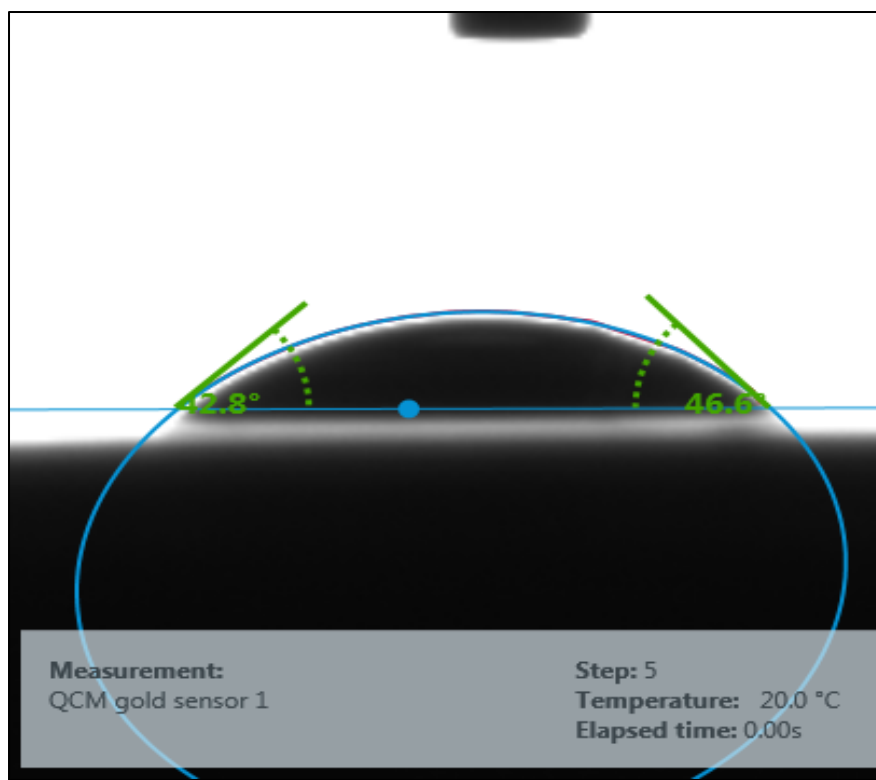 42.8°
46.6°
Measurement:
QCM gold sensor 1
Step: 5
Temperature: 20.0 °C
Elapsed time: 0.00s